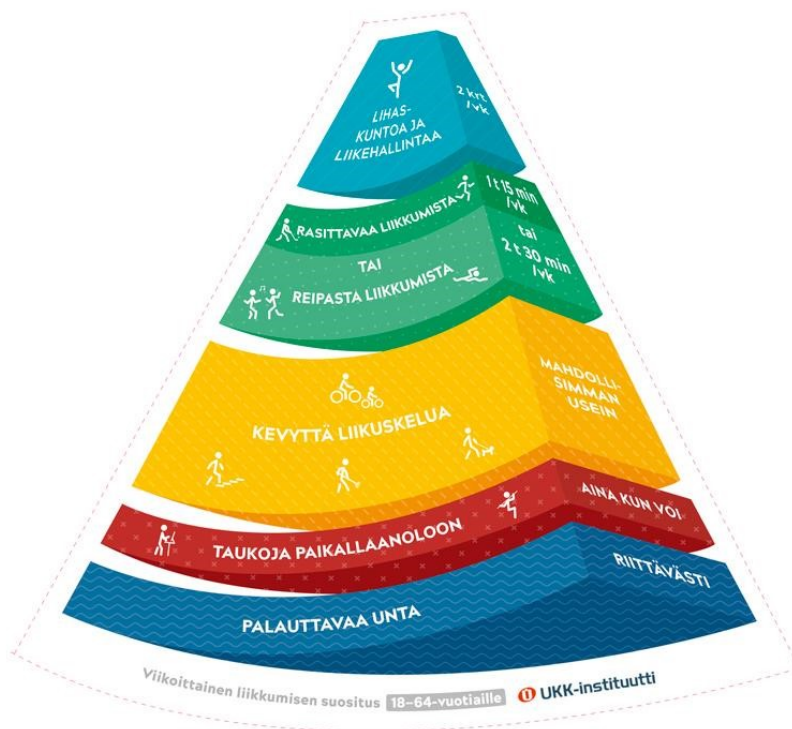 LIHAS-
KUNTOA JA
LIIKEHALLINTAA
2 krt
/vk
RASITTAVAA LIIKKUMISTA
1 t 15 min
/vk
TAI
tai
REIPASTA LIIKKUMISTA
2 t 30 min
/vk
KEVYTTÄ LIIKUSKELUA
MAHDOLLI-
SIMMAN
USEIN
TAUKOJA PAIKALLAANOLOON
AINA KUN VOI
PALAUTTAVAA UNTA
RIITTÄVÄSTI
Viikoittainen liikkumisen suositus 18–64-vuotiaille UKK-instituutti